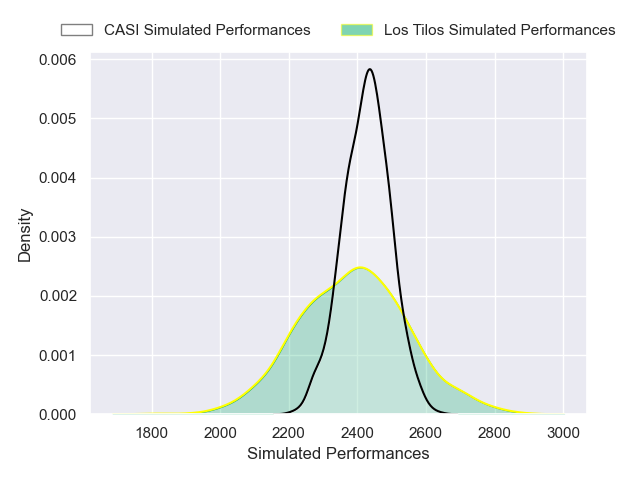 CASI Simulated Performances
Los Tilos Simulated Performances
0.006
0.005
0.004
0.003
0.002
0.001
0.000
Density
1800 2000 2200 2400 2600 2800 3000
Simulated Performances